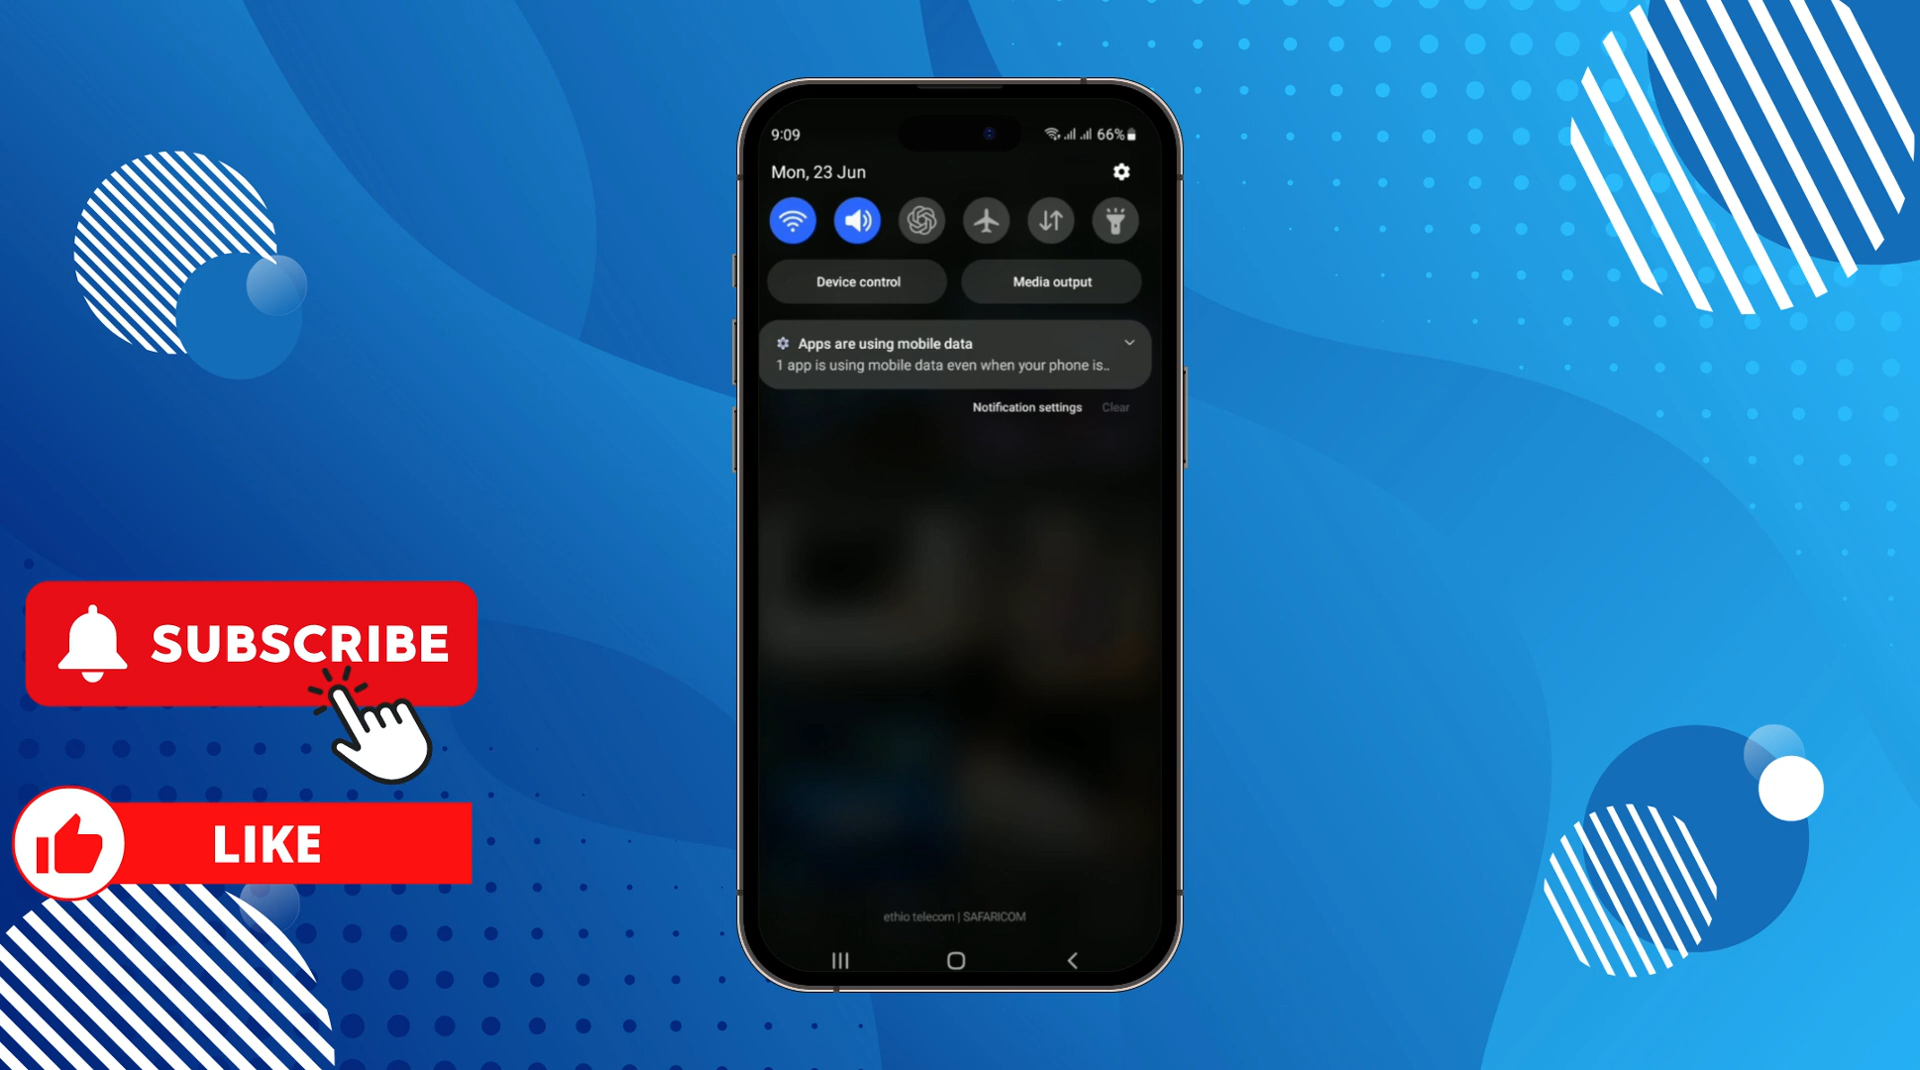 9:09
66%
Mon, 23 Jun
Device control
Media output
Apps are using mobile data
1 app is using mobile data even when your phone is..
Notification settings
Clear
SUBSCRIBE
LIKE
ethio telecom | SAFARICOM